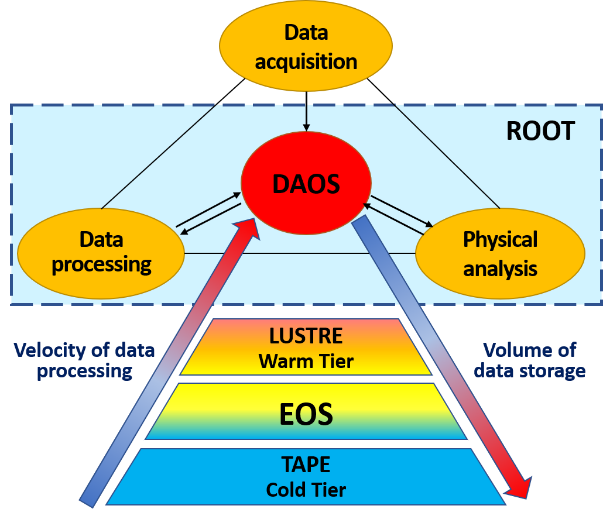 Data
acquisition
ROOT
DAOS
Data
processing
Physical
analysis
Velocity of data
processing
LUSTRE
Warm Tier
Volume of
data storage
EOS
TAPE
Cold Tier